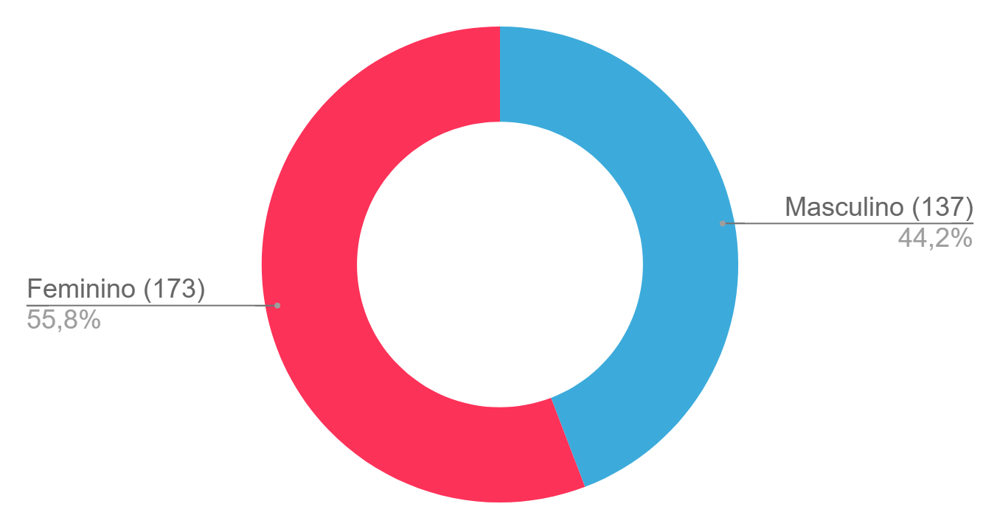 Masculino (137)
44,2%
Feminino (173)
55,8%